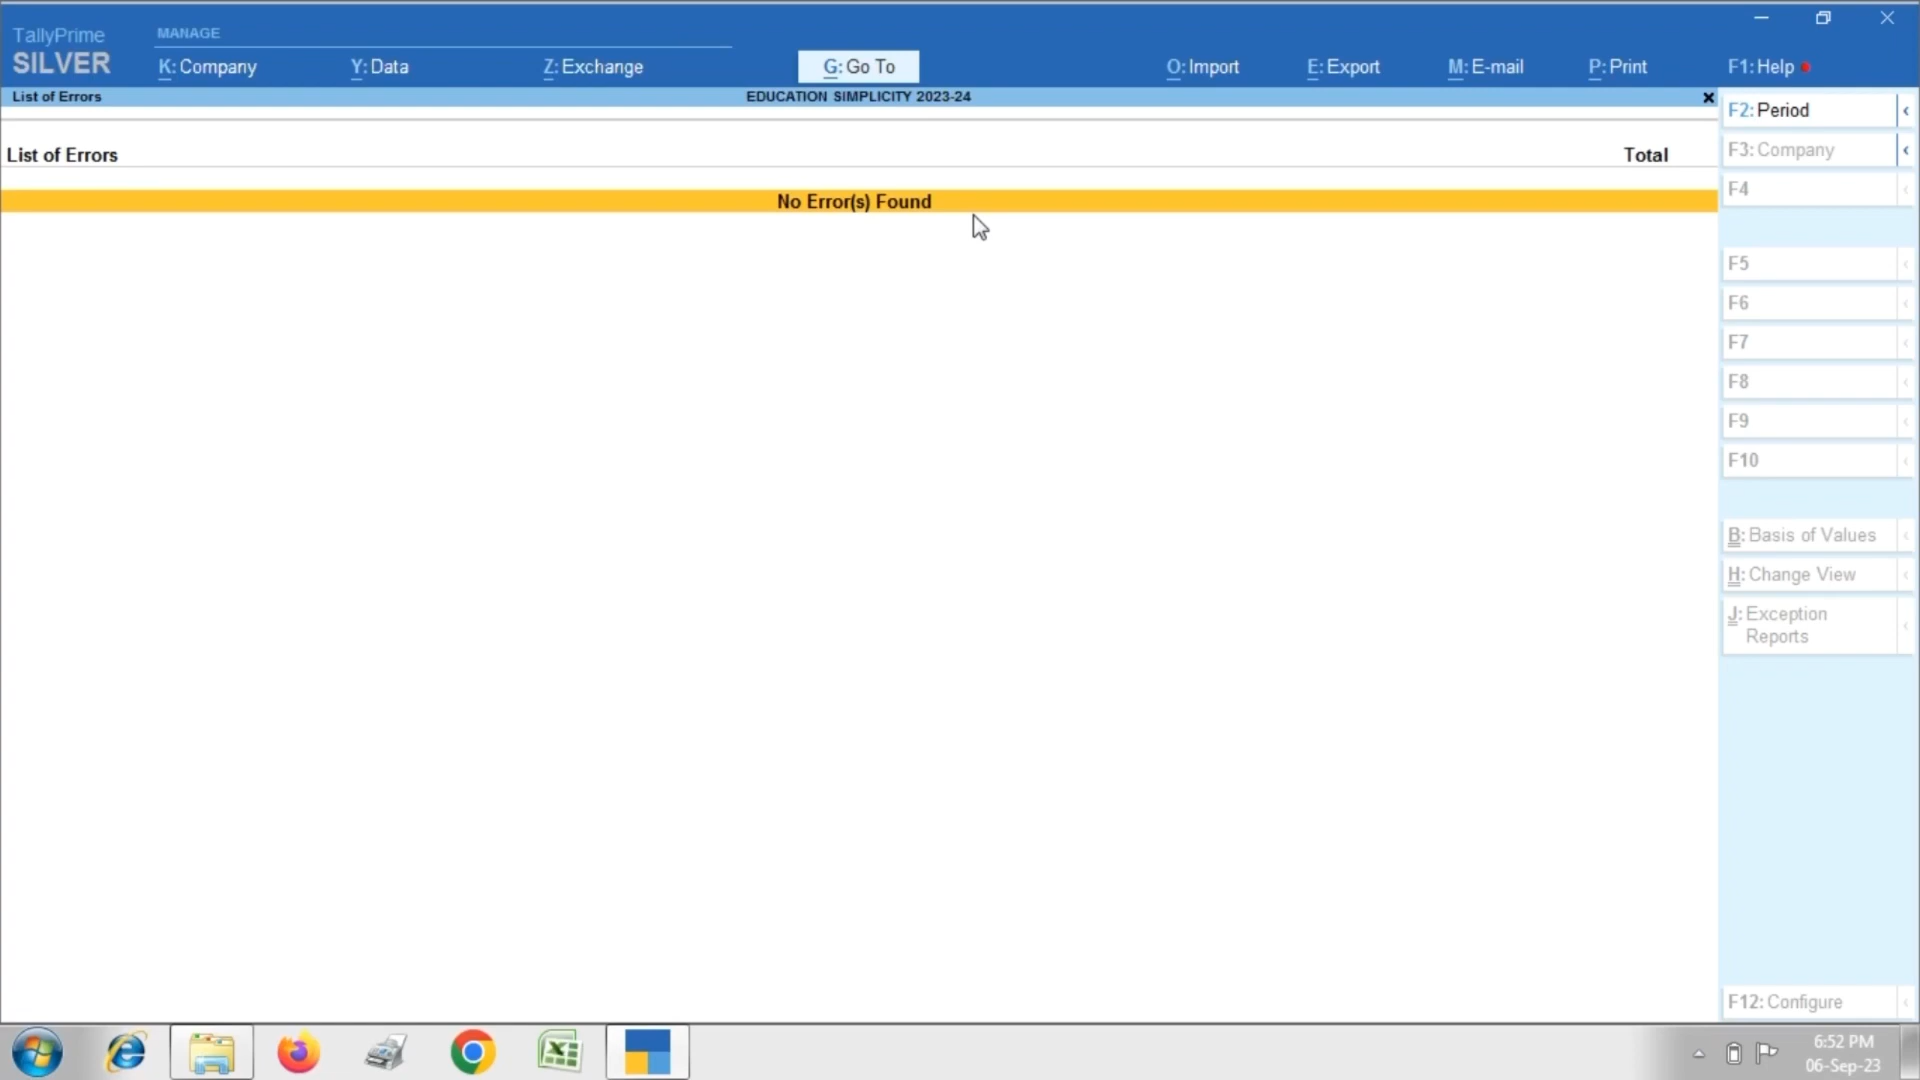 TallyPrime
SILVER
MANAGE
K: Company
Y: Data
Z: Exchange
G: Go To
O: Import
E: Export
M: E-mail
P: Print
F1: Help
List of Errors
EDUCATION SIMPLICITY 2023-24
F2: Period
F3: Company
F4
F5
F6
F7
F8
F9
F10
B: Basis of Values
H: Change View
J: Exception
Reports
F12: Configure
List of Errors Total
No Error(s) Found
6:52 PM
06-Sep-23